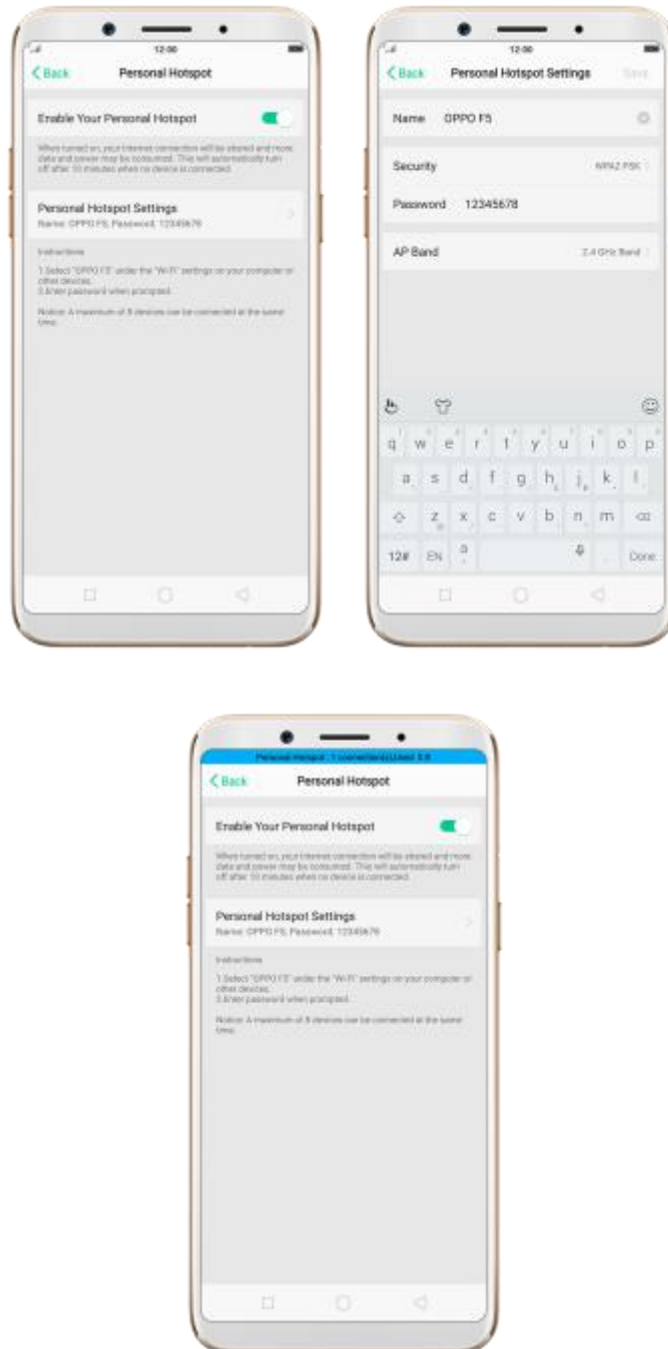 12:00
Back Personal Hotspot
Enable Your Personal Hotspot
When turned on, your internet connection will be shared and more
data and power may be consumed. This will automatically turn
off after 10 minutes when no device is connected.
Personal Hotspot Settings
Name: OPPO F5, Password: 12345678
Instructions
1.Select "OPPO F5" under the "Wi-Fi" settings on your computer or
other devices.
2.Enter password when prompted.
Notice: A maximum of devices can be connected at the same
time.
12:00
Back Personal Hotspot Settings Save
Name OPPO F5
Security WPA2 PSK
Password 12345678
AP Band 2.4 GHz Band
q w e r t y u i o p
a s d f g h j k l
z x c v b n m
12# EN Done
Personal Hotspot : 1 connection(s)
Back Personal Hotspot
Enable Your Personal Hotspot
When turned on, your internet connection will be shared and more
data and power may be consumed. This will automatically turn
off after 10 minutes when no device is connected.
Personal Hotspot Settings
Name: OPPO F5, Password: 12345678
Instructions
1.Select "OPPO F5" under the "Wi-Fi" settings on your computer or
other devices.
2.Enter password when prompted.
Notice: A maximum of devices can be connected at the same
time.